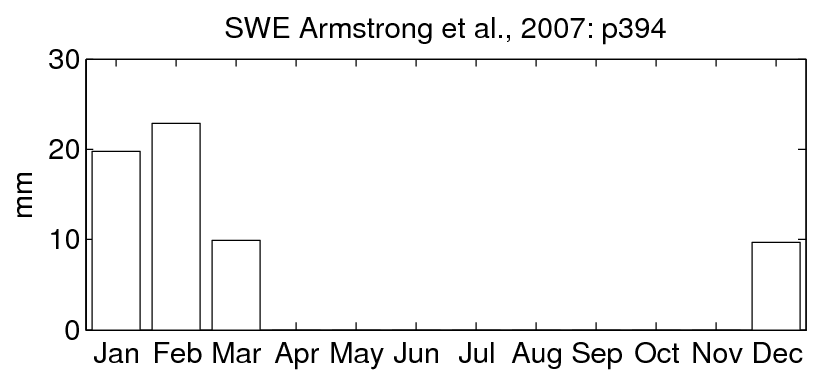 SWE Armstrong et al., 2007: p394
30
20
10
0
mm
Jan Feb Mar Apr May Jun Jul Aug Sep Oct Nov Dec